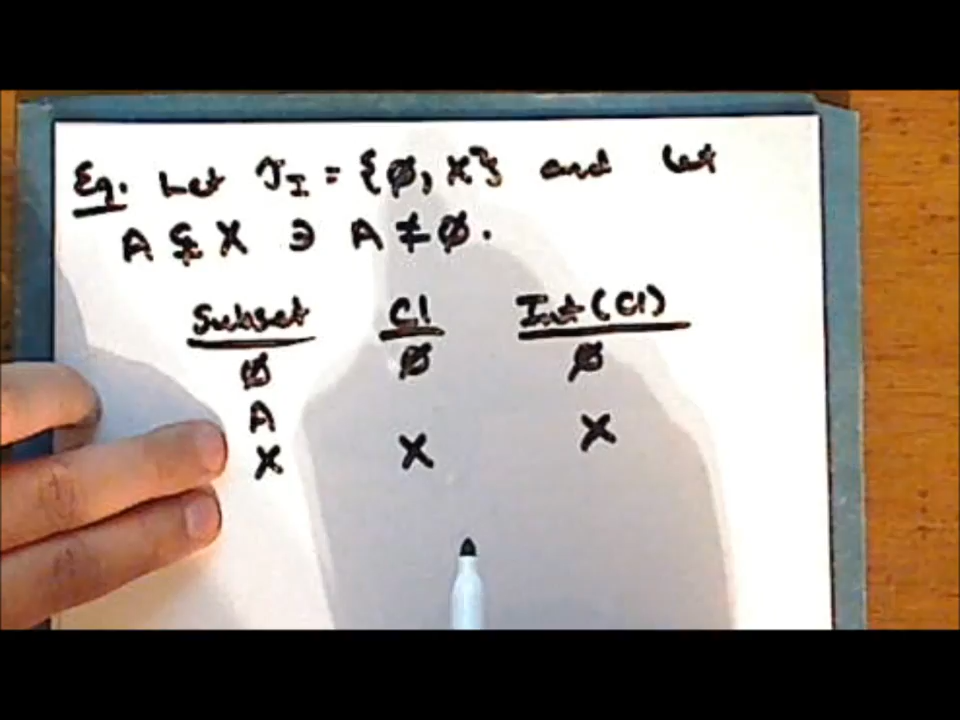 Eg. Let 𝒯_I = {∅, X} and let
A ⊊ X ∋ A ≠ ∅.
Subset Cl Int(Cl)
∅ ∅ ∅
A
X X X